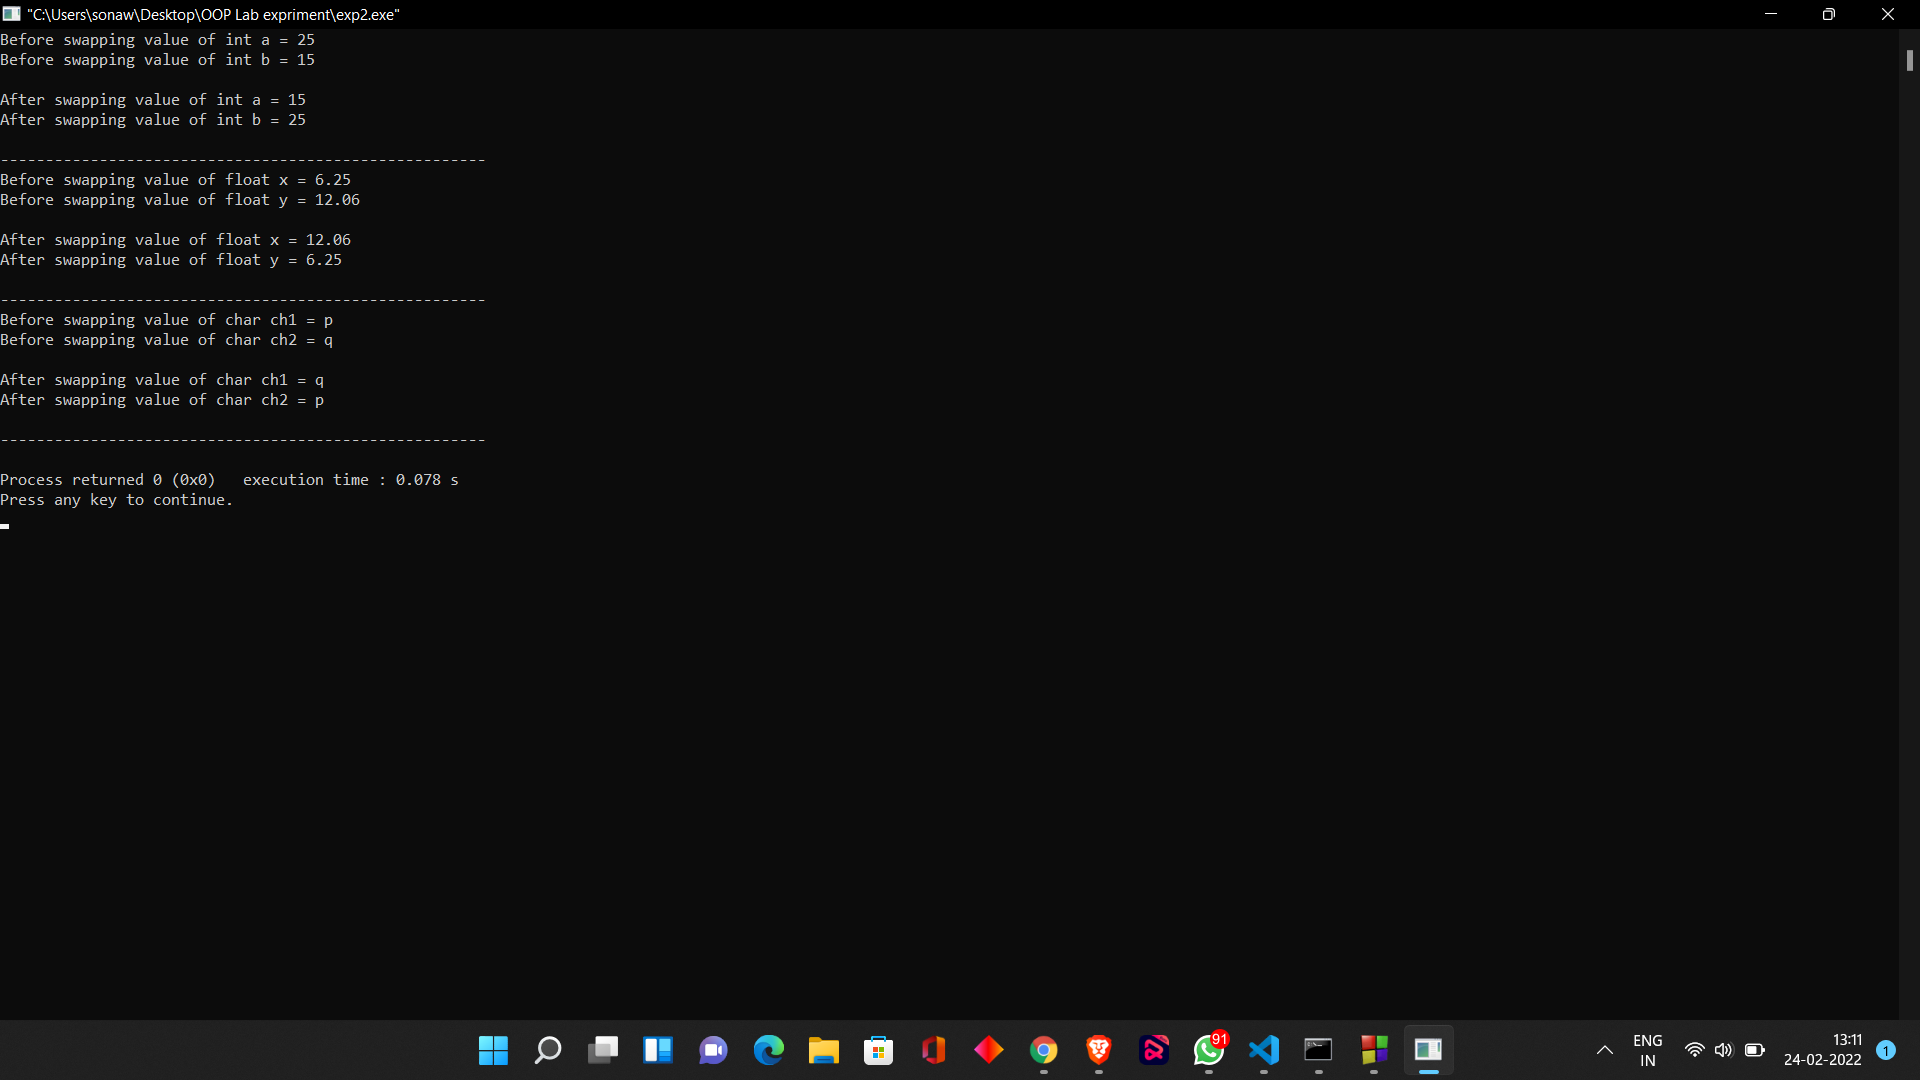 "C:\Users\sonaw\Desktop\OOP Lab expriment\exp2.exe"
Before swapping value of int a = 25
Before swapping value of int b = 15
After swapping value of int a = 15
After swapping value of int b = 25
------------------------------------------------------
Before swapping value of float x = 6.25
Before swapping value of float y = 12.06
After swapping value of float x = 12.06
After swapping value of float y = 6.25
------------------------------------------------------
Before swapping value of char ch1 = p
Before swapping value of char ch2 = q
After swapping value of char ch1 = q
After swapping value of char ch2 = p
------------------------------------------------------
Process returned 0 (0x0)   execution time : 0.078 s
Press any key to continue.
91
ENG
IN
13:11
24-02-2022
1